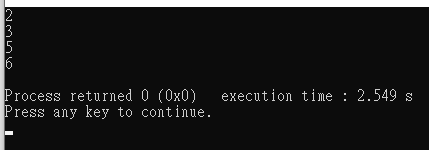 2
3
5
6
Process returned 0 (0x0)   execution time : 2.549 s
Press any key to continue.